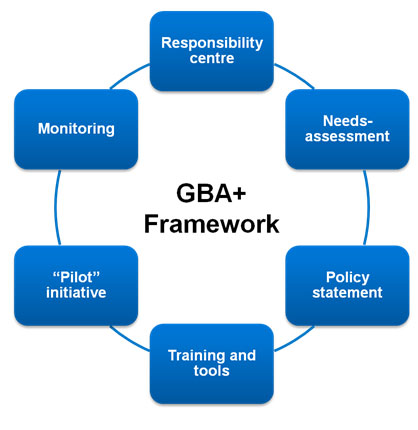 Responsibility
centre
Needs-
assessment
Policy
statement
Training and
tools
“Pilot”
initiative
Monitoring
GBA+
Framework